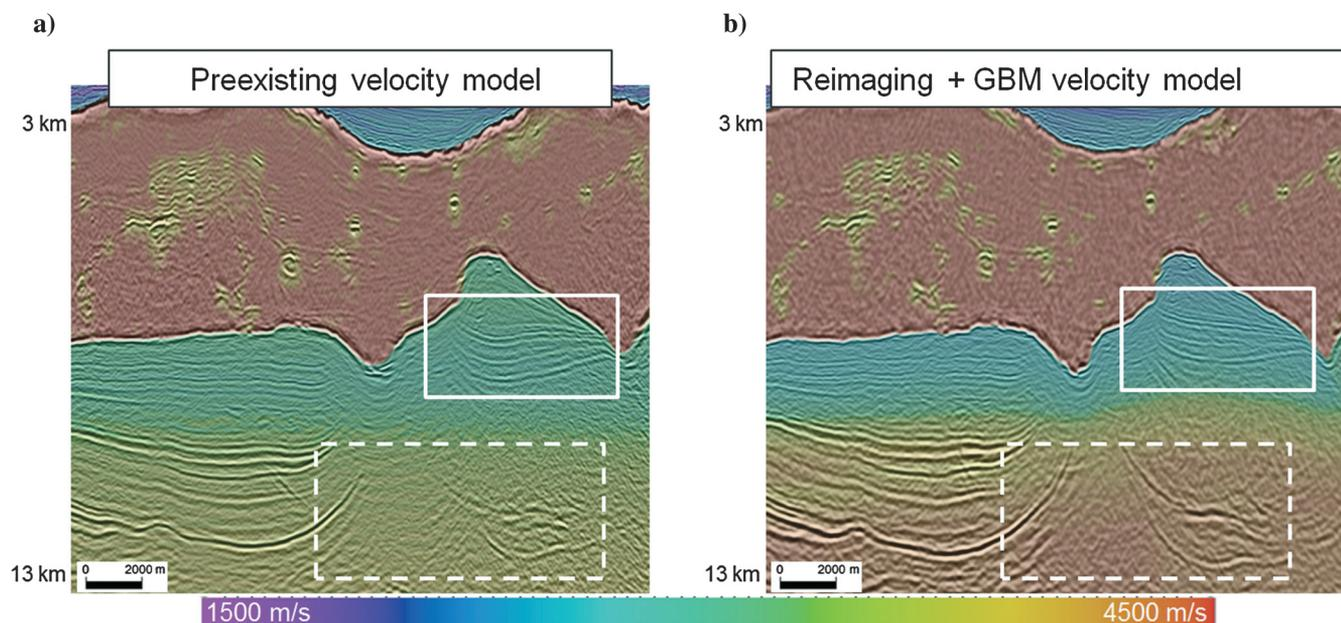 a)
b)
Preexisting velocity model
Reimaging + GBM velocity model
3 km
3 km
13 km
0 2000 m
13 km
0 2000 m
1500 m/s
4500 m/s